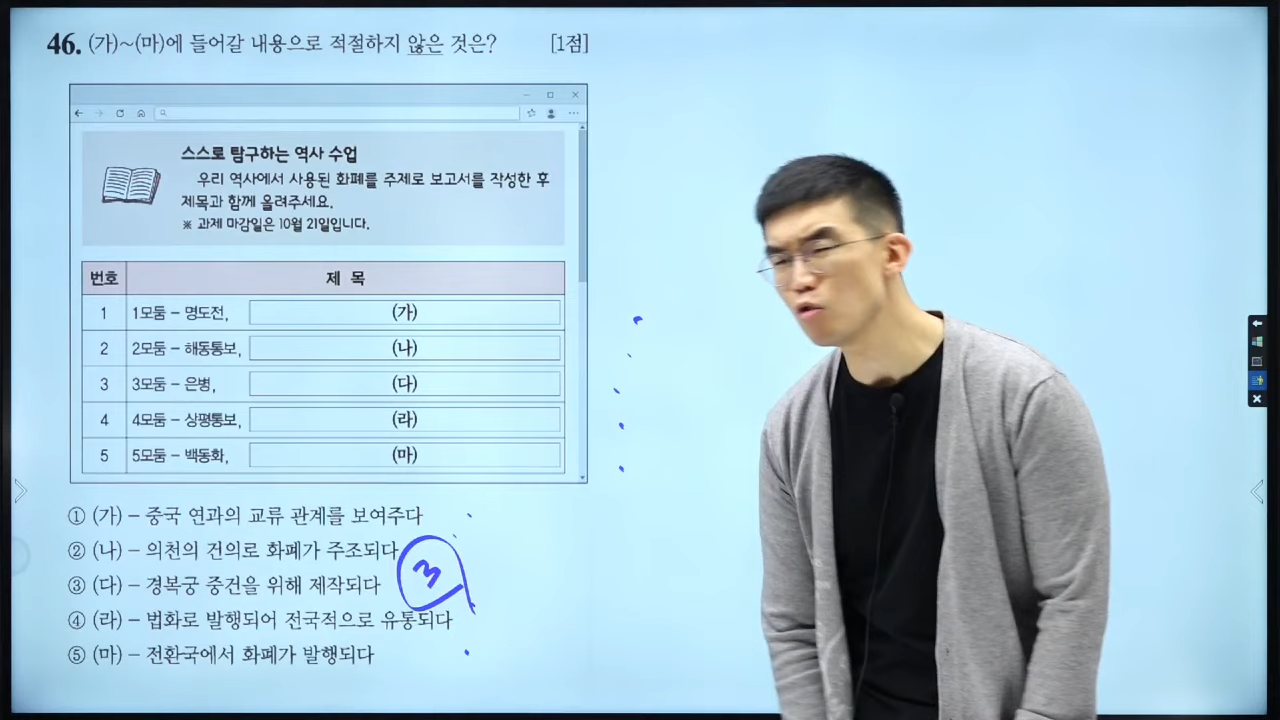 46. (가)~(마)에 들어갈 내용으로 적절하지 않은 것은? [1점]
스스로 탐구하는 역사 수업
우리 역사에서 사용된 화폐를 주제로 보고서를 작성한 후
제목과 함께 올려주세요.
※ 과제 마감일은 10월 21일입니다.
번호 제 목
1 1모둠 – 명도전, (가)
2 2모둠 – 해동통보, (나)
3 3모둠 – 은병, (다)
4 4모둠 – 상평통보, (라)
5 5모둠 – 백동화, (마)
① (가) – 중국 연과의 교류 관계를 보여주다
② (나) – 의천의 건의로 화폐가 주조되다
③ (다) – 경복궁 중건을 위해 제작되다
3
④ (라) – 법화로 발행되어 전국적으로 유통되다
⑤ (마) – 전환국에서 화폐가 발행되다